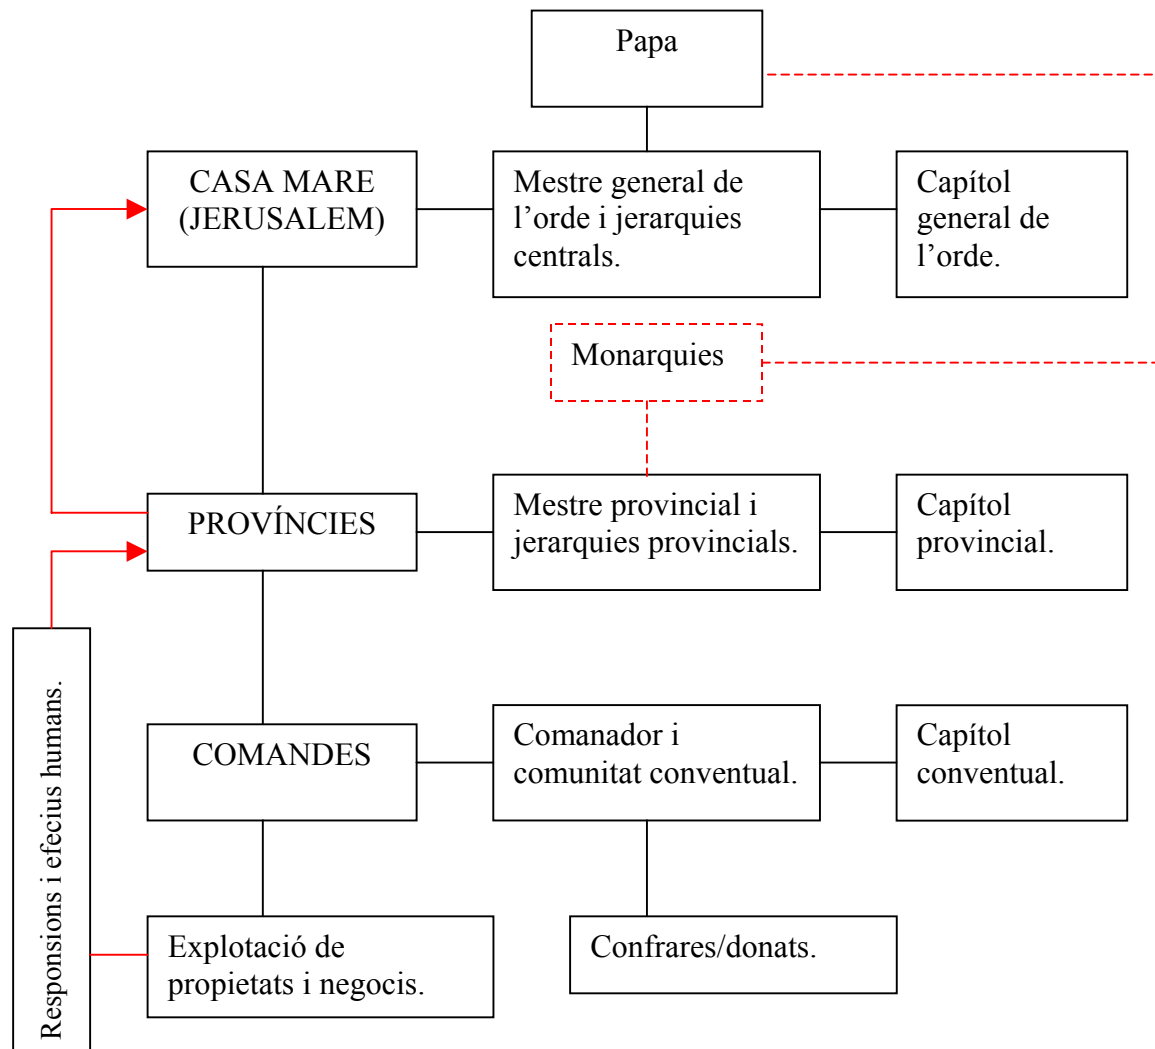 Papa
CASA MARE
(JERUSALEM)
Mestre general de
l’orde i jerarquies
centrals.
Capítol
general de
l’orde.
Monarquies
PROVÍNCIES
Mestre provincial i
jerarquies provincials.
Capítol
provincial.
COMANDES
Comanador i
comunitat conventual.
Capítol
conventual.
Responsions i efecius humans.
Explotació de
propietats i negocis.
Confrares/donats.